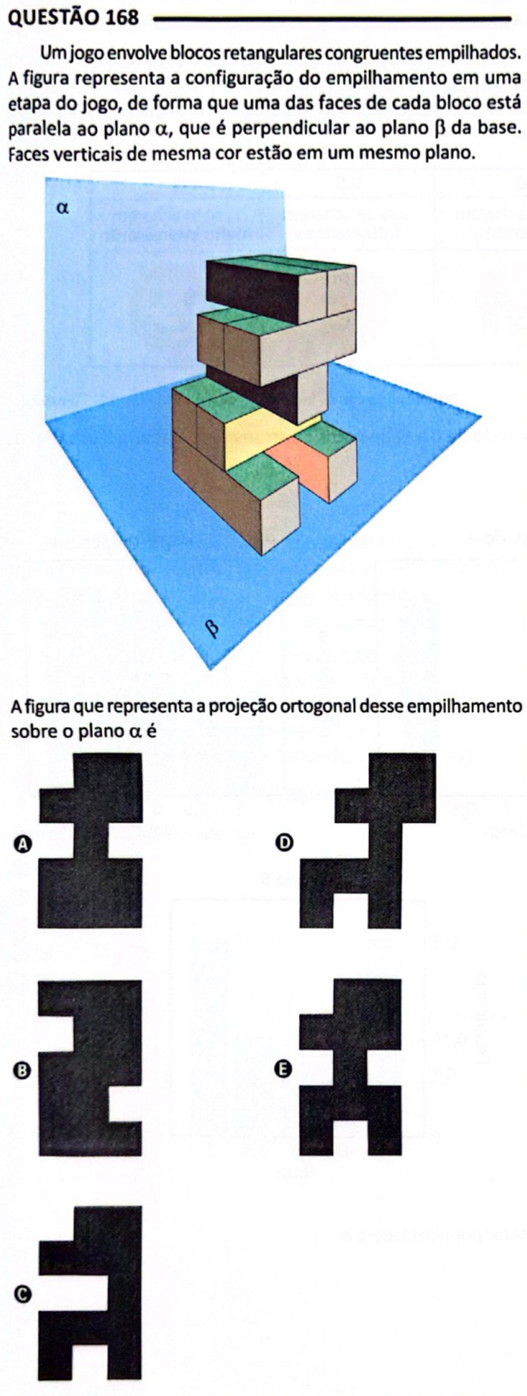 QUESTÃO 168
Um jogo envolve blocos retangulares congruentes empilhados.
A figura representa a configuração do empilhamento em uma
etapa do jogo, de forma que uma das faces de cada bloco está
paralela ao plano α, que é perpendicular ao plano β da base.
Faces verticais de mesma cor estão em um mesmo plano.
α
β
A figura que representa a projeção ortogonal desse empilhamento
sobre o plano α é
A
D
B
E
C